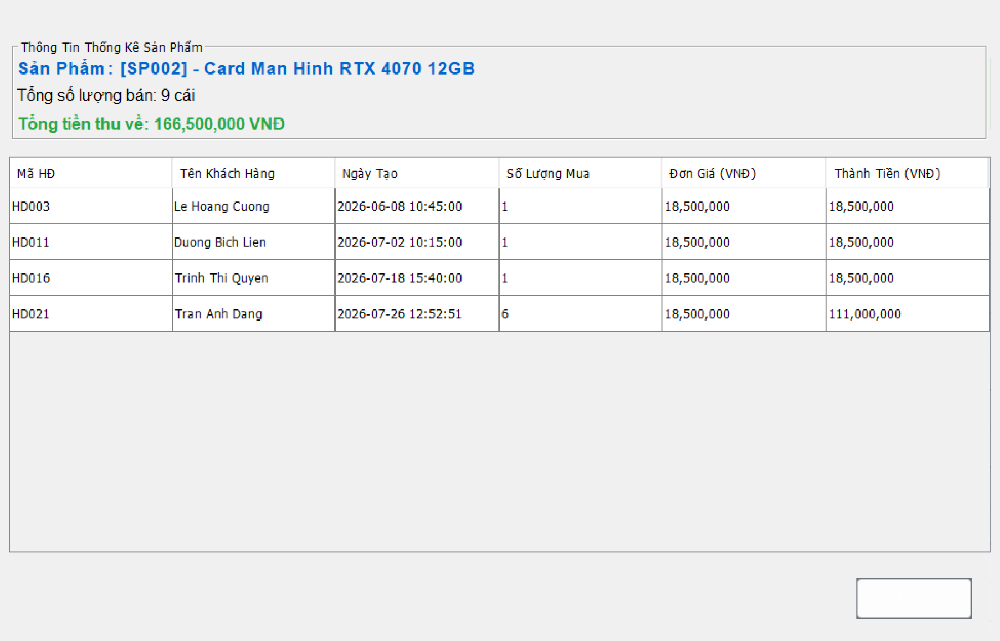 Thông Tin Thống Kê Sản Phẩm
Sản Phẩm : [SP002] - Card Man Hinh RTX 4070 12GB
Tổng số lượng bán: 9 cái
Tổng tiền thu về: 166,500,000 VNĐ
Mã HĐ Tên Khách Hàng Ngày Tạo Số Lượng Mua Đơn Giá (VNĐ) Thành Tiền (VNĐ)
HD003 Le Hoang Cuong 2026-06-08 10:45:00 1 18,500,000 18,500,000
HD011 Duong Bich Lien 2026-07-02 10:15:00 1 18,500,000 18,500,000
HD016 Trinh Thi Quyen 2026-07-18 15:40:00 1 18,500,000 18,500,000
HD021 Tran Anh Dang 2026-07-26 12:52:51 6 18,500,000 111,000,000